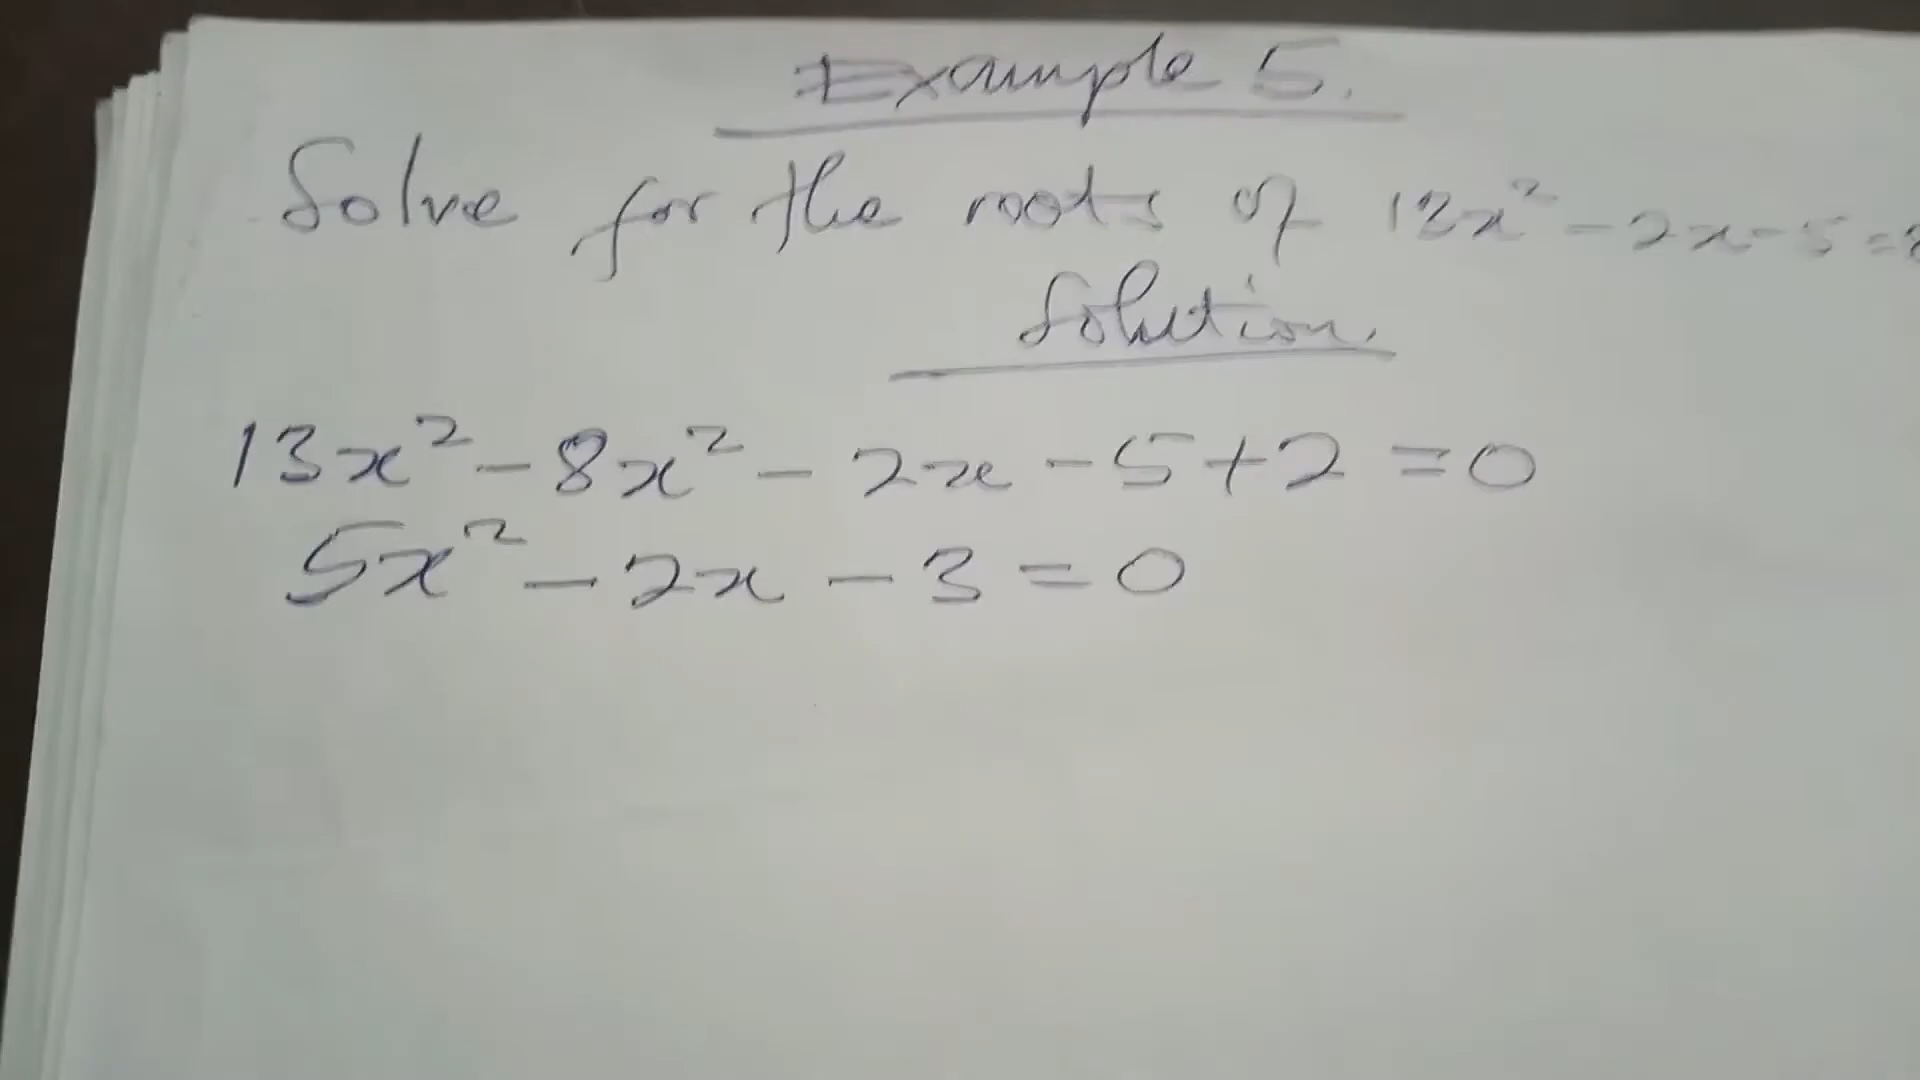 Example 5.
Solve for the roots of 13x² - 2x - 5 =
Solution.
13x² - 8x² - 2x - 5 + 2 = 0
5x² - 2x - 3 = 0